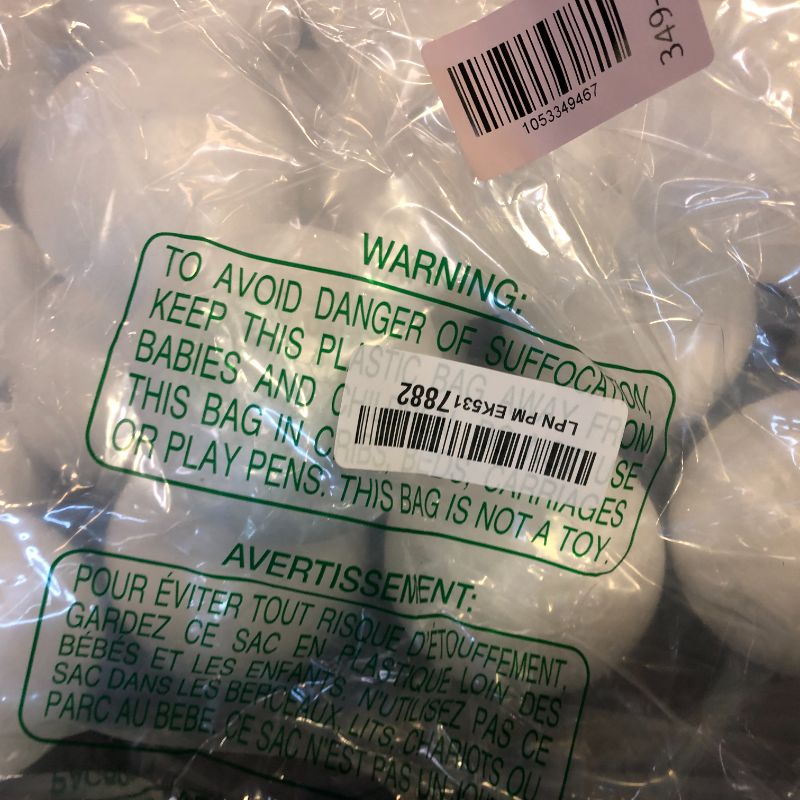 349-
1053349467
WARNING:
TO AVOID DANGER OF SUFFOCATION,
KEEP THIS PLASTIC BAG AWAY FROM
BABIES AND USE
THIS BAG IN CRIBS, BEDS, CARRIAGES
OR PLAY PENS. THIS BAG IS NOT A TOY.
LPN PM EK5317882
AVERTISSEMENT:
POUR ÉVITER TOUT RISQUE D'ÉTOUFFEMENT,
GARDEZ CE SAC EN PLASTIQUE LOIN DES
BÉBÉS ET LES ENFANTS. N'UTILISEZ PAS CE
SAC DANS LES BERCEAUX, LITS, CHARIOTS OU
PARC AU BEBE. CE SAC N'EST PAS UN